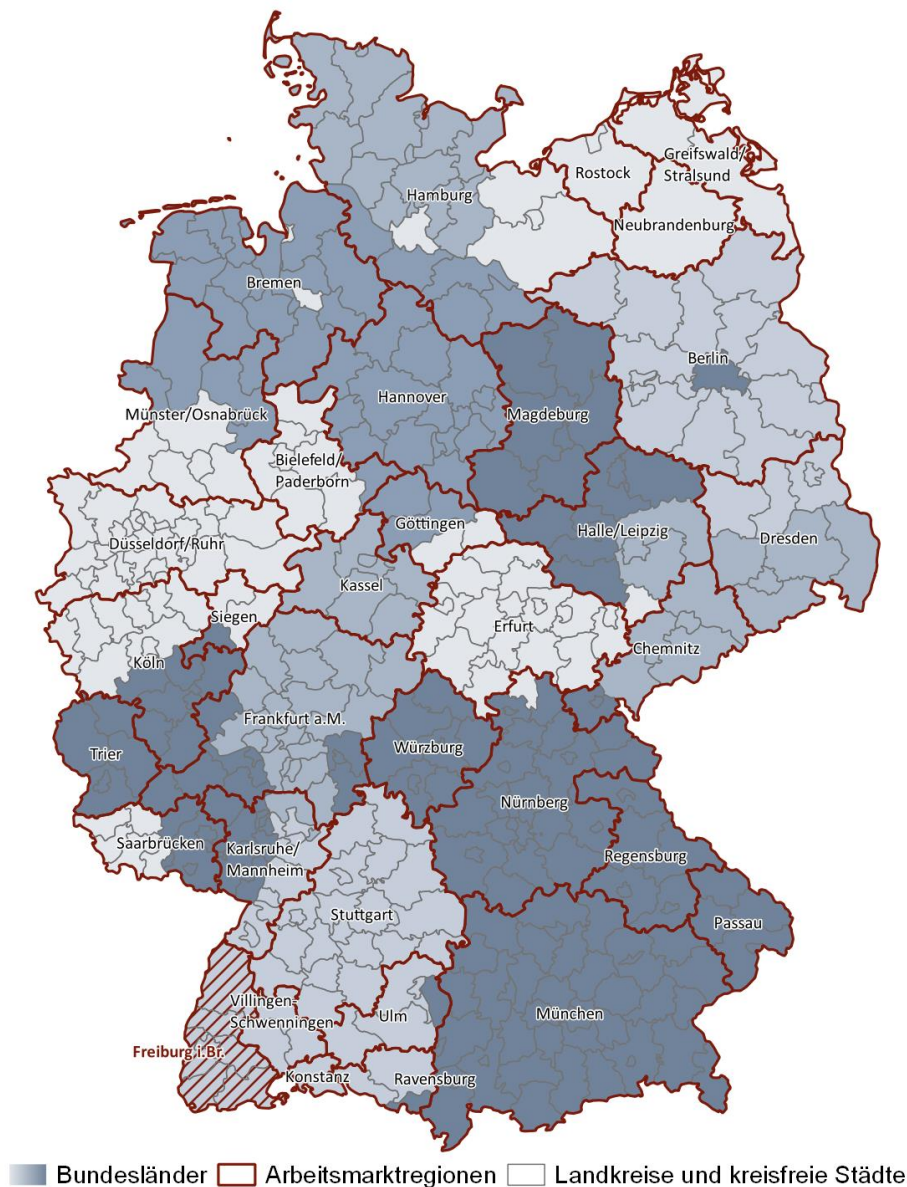 Greifswald/
Stralsund
Rostock
Hamburg
Neubrandenburg
Bremen
Berlin
Hannover
Magdeburg
Münster/Osnabrück
Bielefeld/
Paderborn
Göttingen
Halle/Leipzig
Dresden
Düsseldorf/Ruhr
Kassel
Siegen
Erfurt
Chemnitz
Köln
Frankfurt a.M.
Trier
Würzburg
Nürnberg
Saarbrücken
Karlsruhe/
Mannheim
Regensburg
Stuttgart
Passau
Villingen-
Schwenningen
Ulm
München
Freiburg i.Br.
Konstanz
Ravensburg
Bundesländer Arbeitsmarktregionen Landkreise und kreisfreie Städte